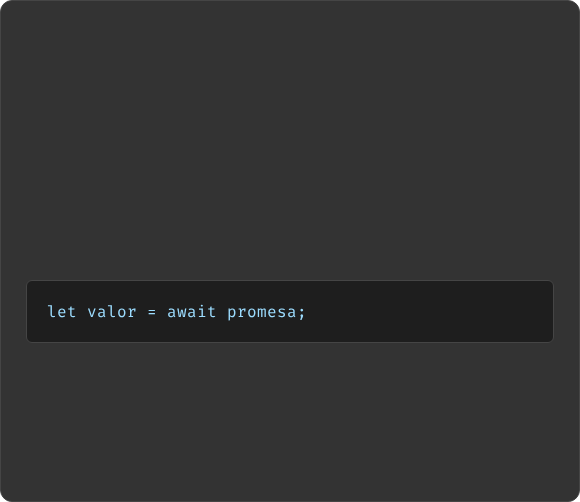 let valor = await promesa;